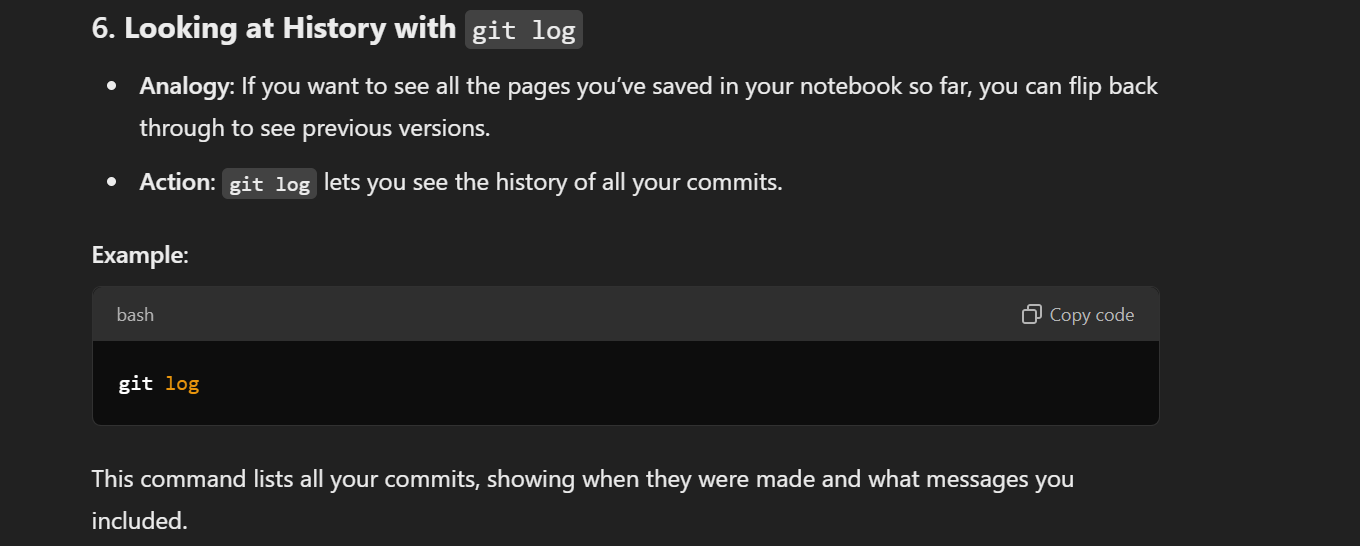 6. Looking at History with git log
• Analogy: If you want to see all the pages you’ve saved in your notebook so far, you can flip back
through to see previous versions.
• Action: git log lets you see the history of all your commits.
Example:
bash Copy code
git log
This command lists all your commits, showing when they were made and what messages you
included.